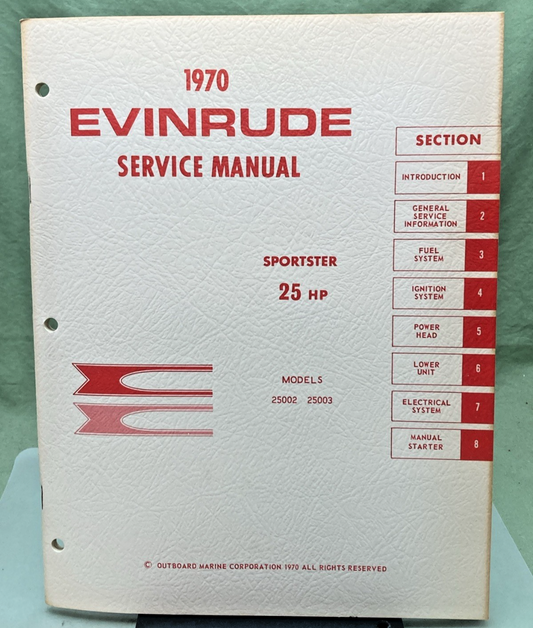 1970
EVINRUDE
SERVICE MANUAL
SPORTSTER
25 HP
MODELS
25002 25003
SECTION
INTRODUCTION 1
GENERAL
SERVICE 2
INFORMATION
FUEL
SYSTEM 3
IGNITION
SYSTEM 4
POWER
HEAD 5
LOWER
UNIT 6
ELECTRICAL
SYSTEM 7
MANUAL
STARTER 8
© OUTBOARD MARINE CORPORATION 1970 ALL RIGHTS RESERVED